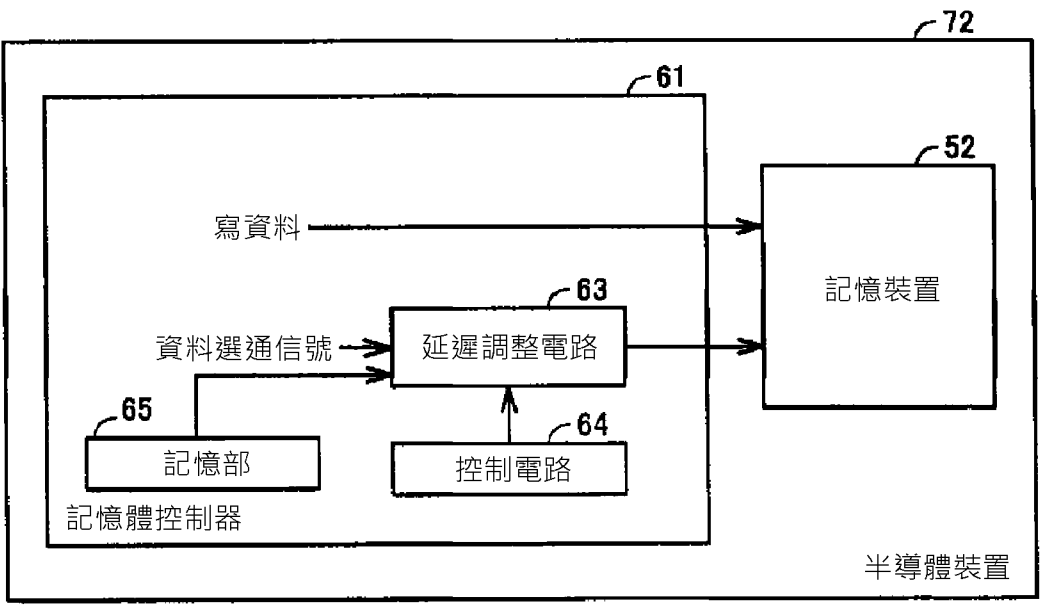 72
61
52
寫資料
記憶裝置
63
資料選通信號
延遲調整電路
65
64
記憶部
控制電路
記憶體控制器
半導體裝置